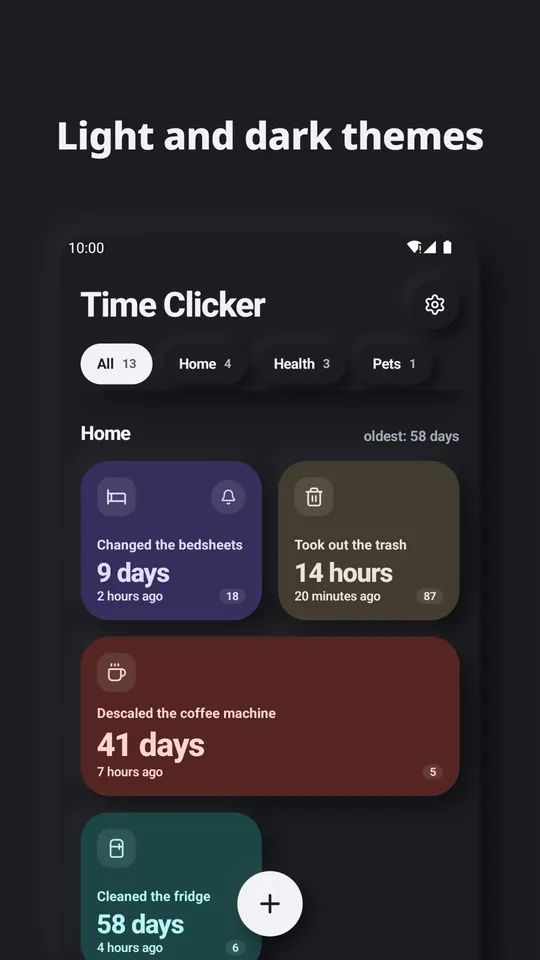 Light and dark themes
10:00
Time Clicker
All 13 Home 4 Health 3 Pets 1
Home oldest: 58 days
Changed the bedsheets
9 days
2 hours ago 18
Took out the trash
14 hours
20 minutes ago 87
Descaled the coffee machine
41 days
7 hours ago 5
Cleaned the fridge
58 days
4 hours ago 6